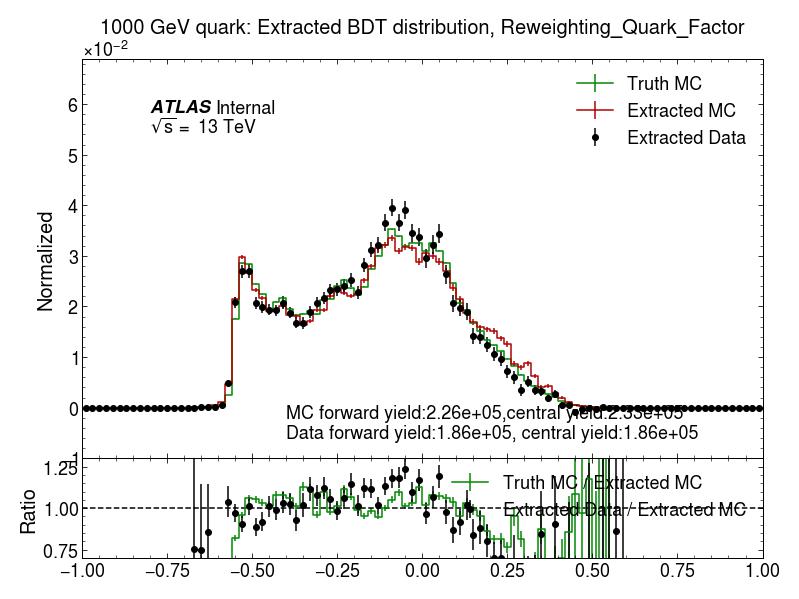 1000 GeV quark: Extracted BDT distribution, Reweighting_Quark_Factor
×10−2
ATLAS Internal
√s = 13 TeV
Truth MC
Extracted MC
Extracted Data
Normalized
6
5
4
3
2
1
0
1
MC forward yield:2.26e+05,central yield:2.33e+05
Data forward yield:1.86e+05, central yield:1.86e+05
Ratio
1.25
1.00
0.75
Truth MC / Extracted MC
Extracted Data / Extracted MC
−1.00 −0.75 −0.50 −0.25 0.00 0.25 0.50 0.75 1.00